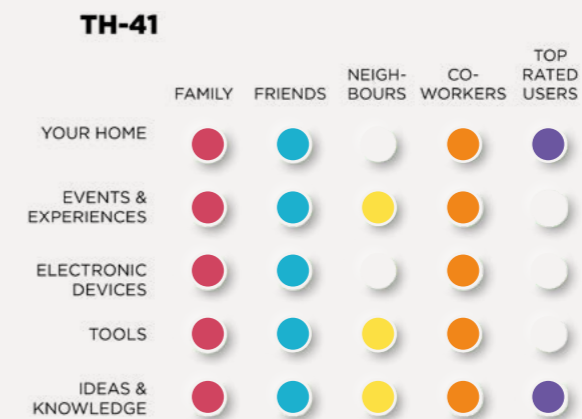 TH-41
FAMILY FRIENDS NEIGH-
BOURS CO-
WORKERS TOP
RATED
USERS
YOUR HOME
EVENTS &
EXPERIENCES
ELECTRONIC
DEVICES
TOOLS
IDEAS &
KNOWLEDGE